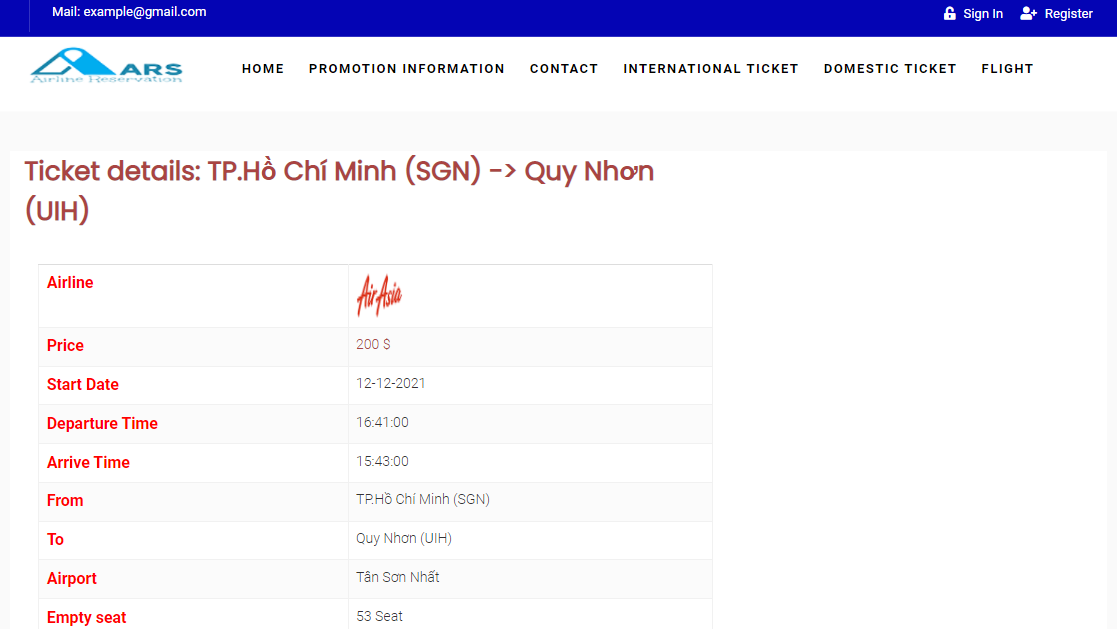 Mail: example@gmail.com
Sign In
Register
ARS
Airline Reservation
HOME
PROMOTION INFORMATION
CONTACT
INTERNATIONAL TICKET
DOMESTIC TICKET
FLIGHT
Ticket details: TP.Hồ Chí Minh (SGN) -> Quy Nhơn
(UIH)
Airline
AirAsia
Price
200 $
Start Date
12-12-2021
Departure Time
16:41:00
Arrive Time
15:43:00
From
TP.Hồ Chí Minh (SGN)
To
Quy Nhơn (UIH)
Airport
Tân Sơn Nhất
Empty seat
53 Seat